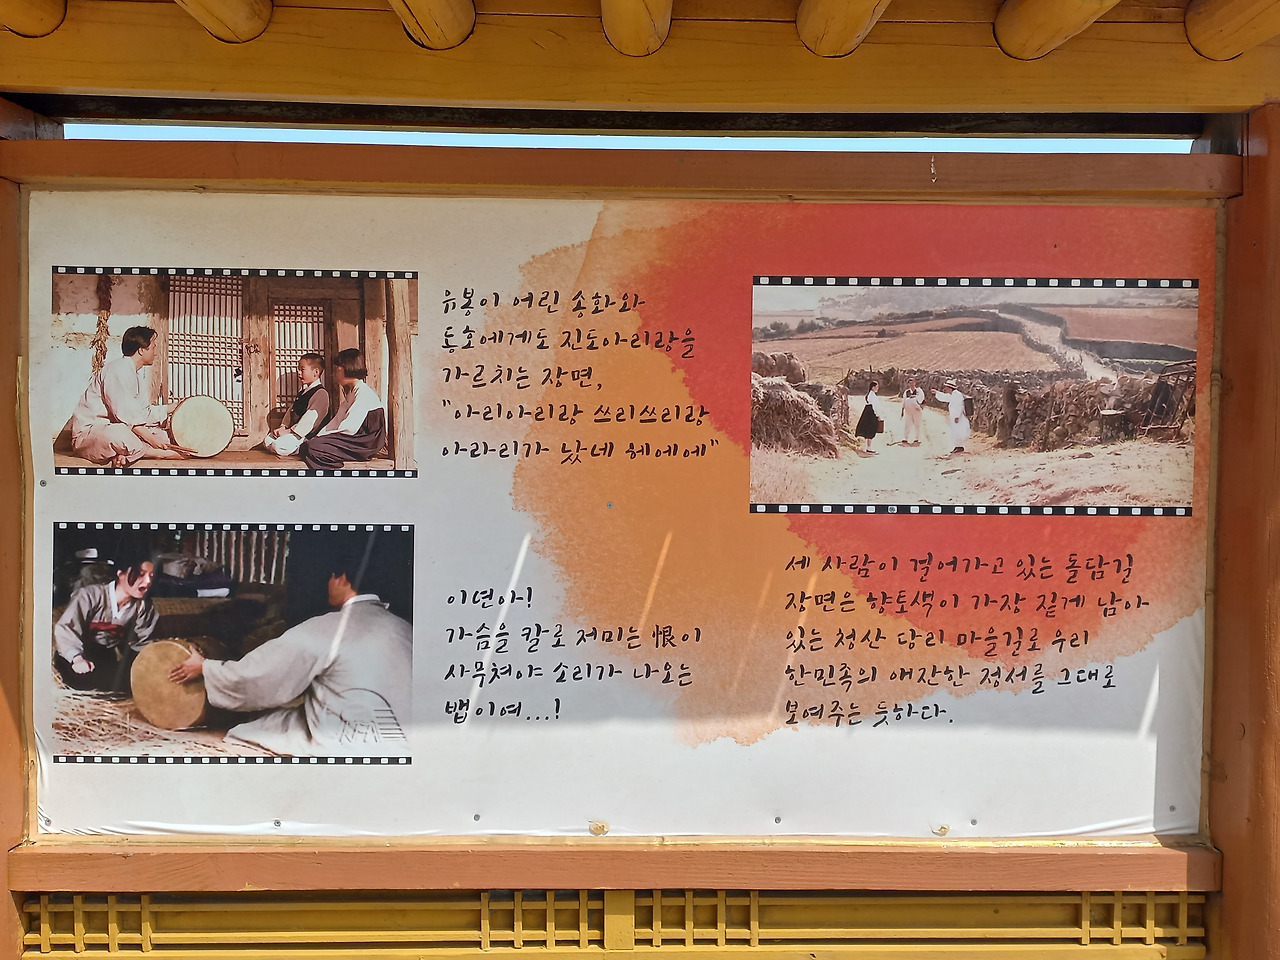 유봉이 어린 송화와
동호에게도 진도아리랑을
가르치는 장면,
"아리아리랑 쓰리쓰리랑
아라리가 났네 헤에에"
이년아!
가슴을 칼로 저미는 恨이
사무쳐야 소리가 나오는
뱁이여...!
세 사람이 걸어가고 있는 돌담길
장면은 향토색이 가장 짙게 남아
있는 청산 당리 마을길로 우리
한민족의 애잔한 정서를 그대로
보여주는 듯하다.